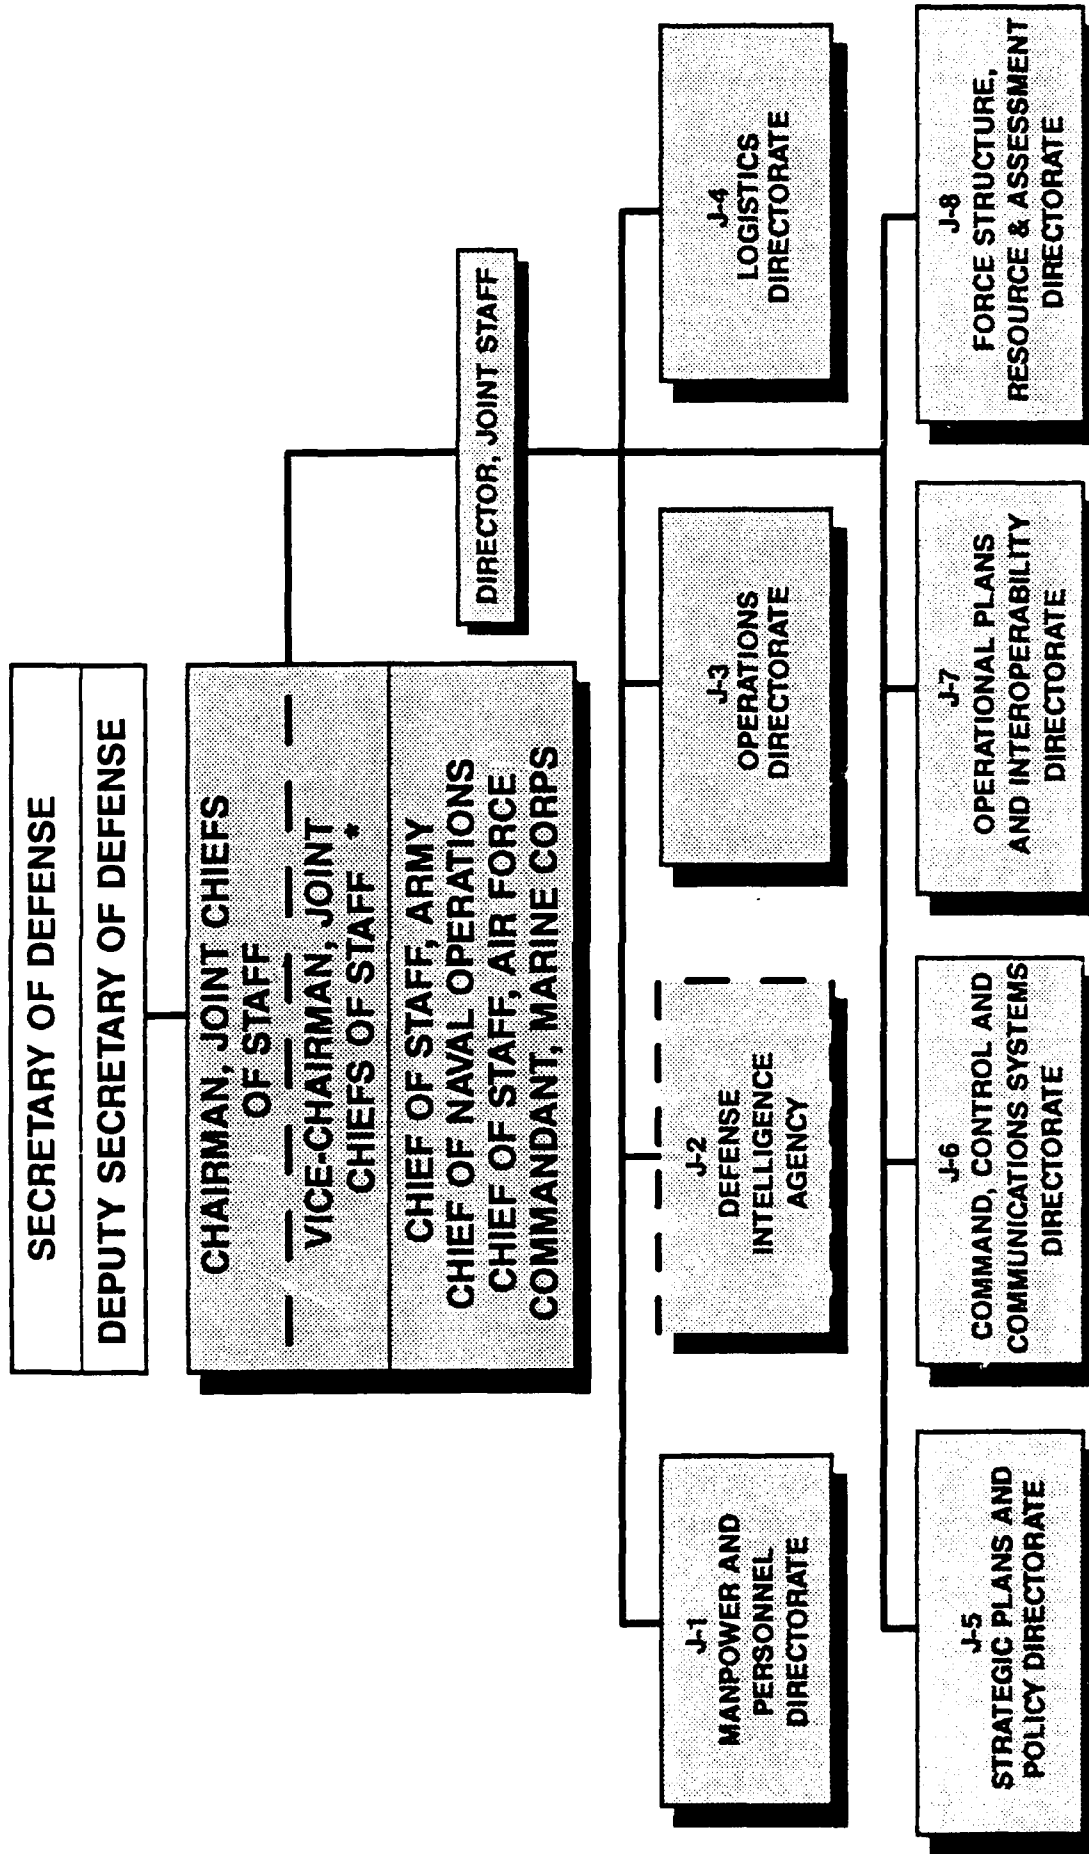 SECRETARY OF DEFENSE
DEPUTY SECRETARY OF DEFENSE
CHAIRMAN, JOINT CHIEFS
OF STAFF
VICE-CHAIRMAN, JOINT
CHIEFS OF STAFF *
CHIEF OF STAFF, ARMY
CHIEF OF NAVAL OPERATIONS
CHIEF OF STAFF, AIR FORCE
COMMANDANT, MARINE CORPS
DIRECTOR, JOINT STAFF
J-1
MANPOWER AND
PERSONNEL
DIRECTORATE
J-2
DEFENSE
INTELLIGENCE
AGENCY
J-3
OPERATIONS
DIRECTORATE
J-4
LOGISTICS
DIRECTORATE
J-5
STRATEGIC PLANS AND
POLICY DIRECTORATE
J-6
COMMAND, CONTROL AND
COMMUNICATIONS SYSTEMS
DIRECTORATE
J-7
OPERATIONAL PLANS
AND INTEROPERABILITY
DIRECTORATE
J-8
FORCE STRUCTURE,
RESOURCE & ASSESSMENT
DIRECTORATE